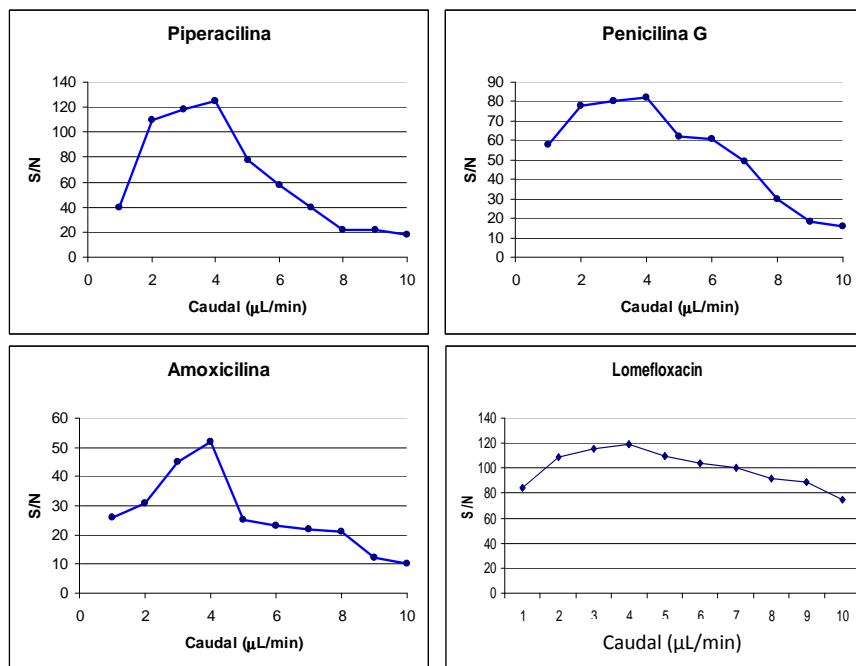 Piperacilina
140
120
100
80
60
40
20
0
S/N
0 2 4 6 8 10
Caudal (μL/min)
Penicilina G
90
80
70
60
50
40
30
20
10
0
S/N
0 2 4 6 8 10
Caudal (μL/min)
Amoxicilina
60
50
40
30
20
10
0
S/N
0 2 4 6 8 10
Caudal (μL/min)
Lomefloxacin
140
120
100
80
60
40
20
0
S/N
1 2 3 4 5 6 7 8 9 10
Caudal (μL/min)